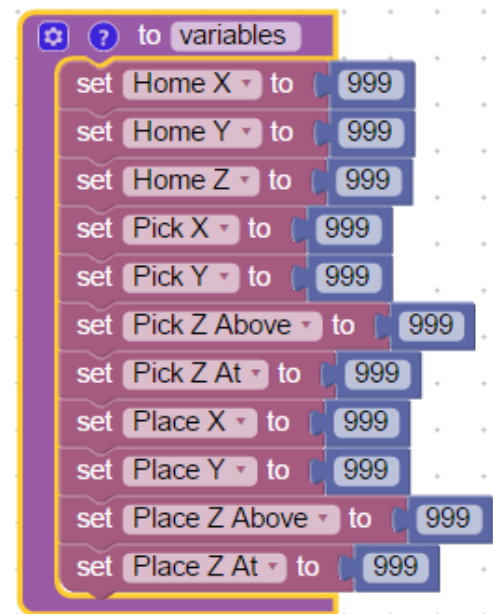 ? to variables
set Home X to 999
set Home Y to 999
set Home Z to 999
set Pick X to 999
set Pick Y to 999
set Pick Z Above to 999
set Pick Z At to 999
set Place X to 999
set Place Y to 999
set Place Z Above to 999
set Place Z At to 999